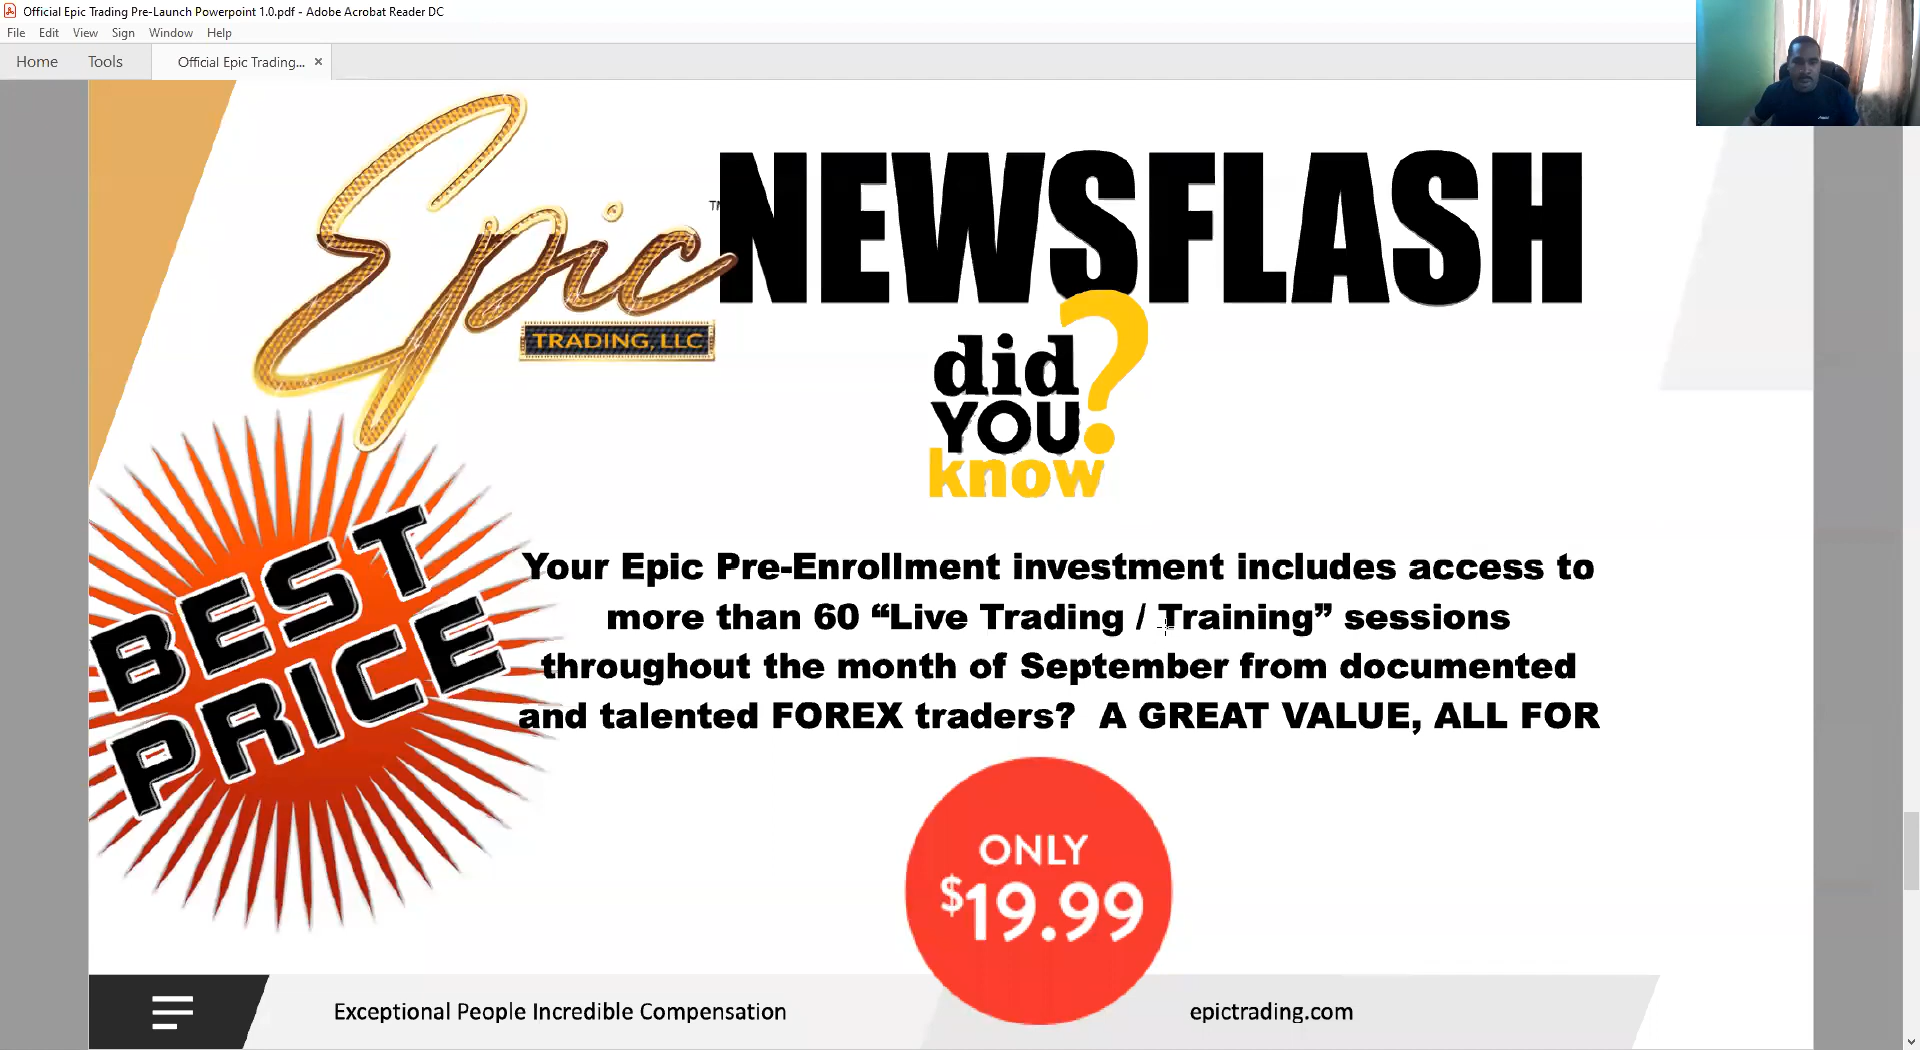 Official Epic Trading Pre-Launch Powerpoint 1.0.pdf - Adobe Acrobat Reader DC
File Edit View Sign Window Help
Home Tools Official Epic Trading... ×
Epic
TRADING, LLC
NEWSFLASH
did
YOU
know?
BEST
PRICE
Your Epic Pre-Enrollment investment includes access to
more than 60 “Live Trading / Training” sessions
throughout the month of September from documented
and talented FOREX traders? A GREAT VALUE, ALL FOR
ONLY
$19.99
Exceptional People Incredible Compensation
epictrading.com